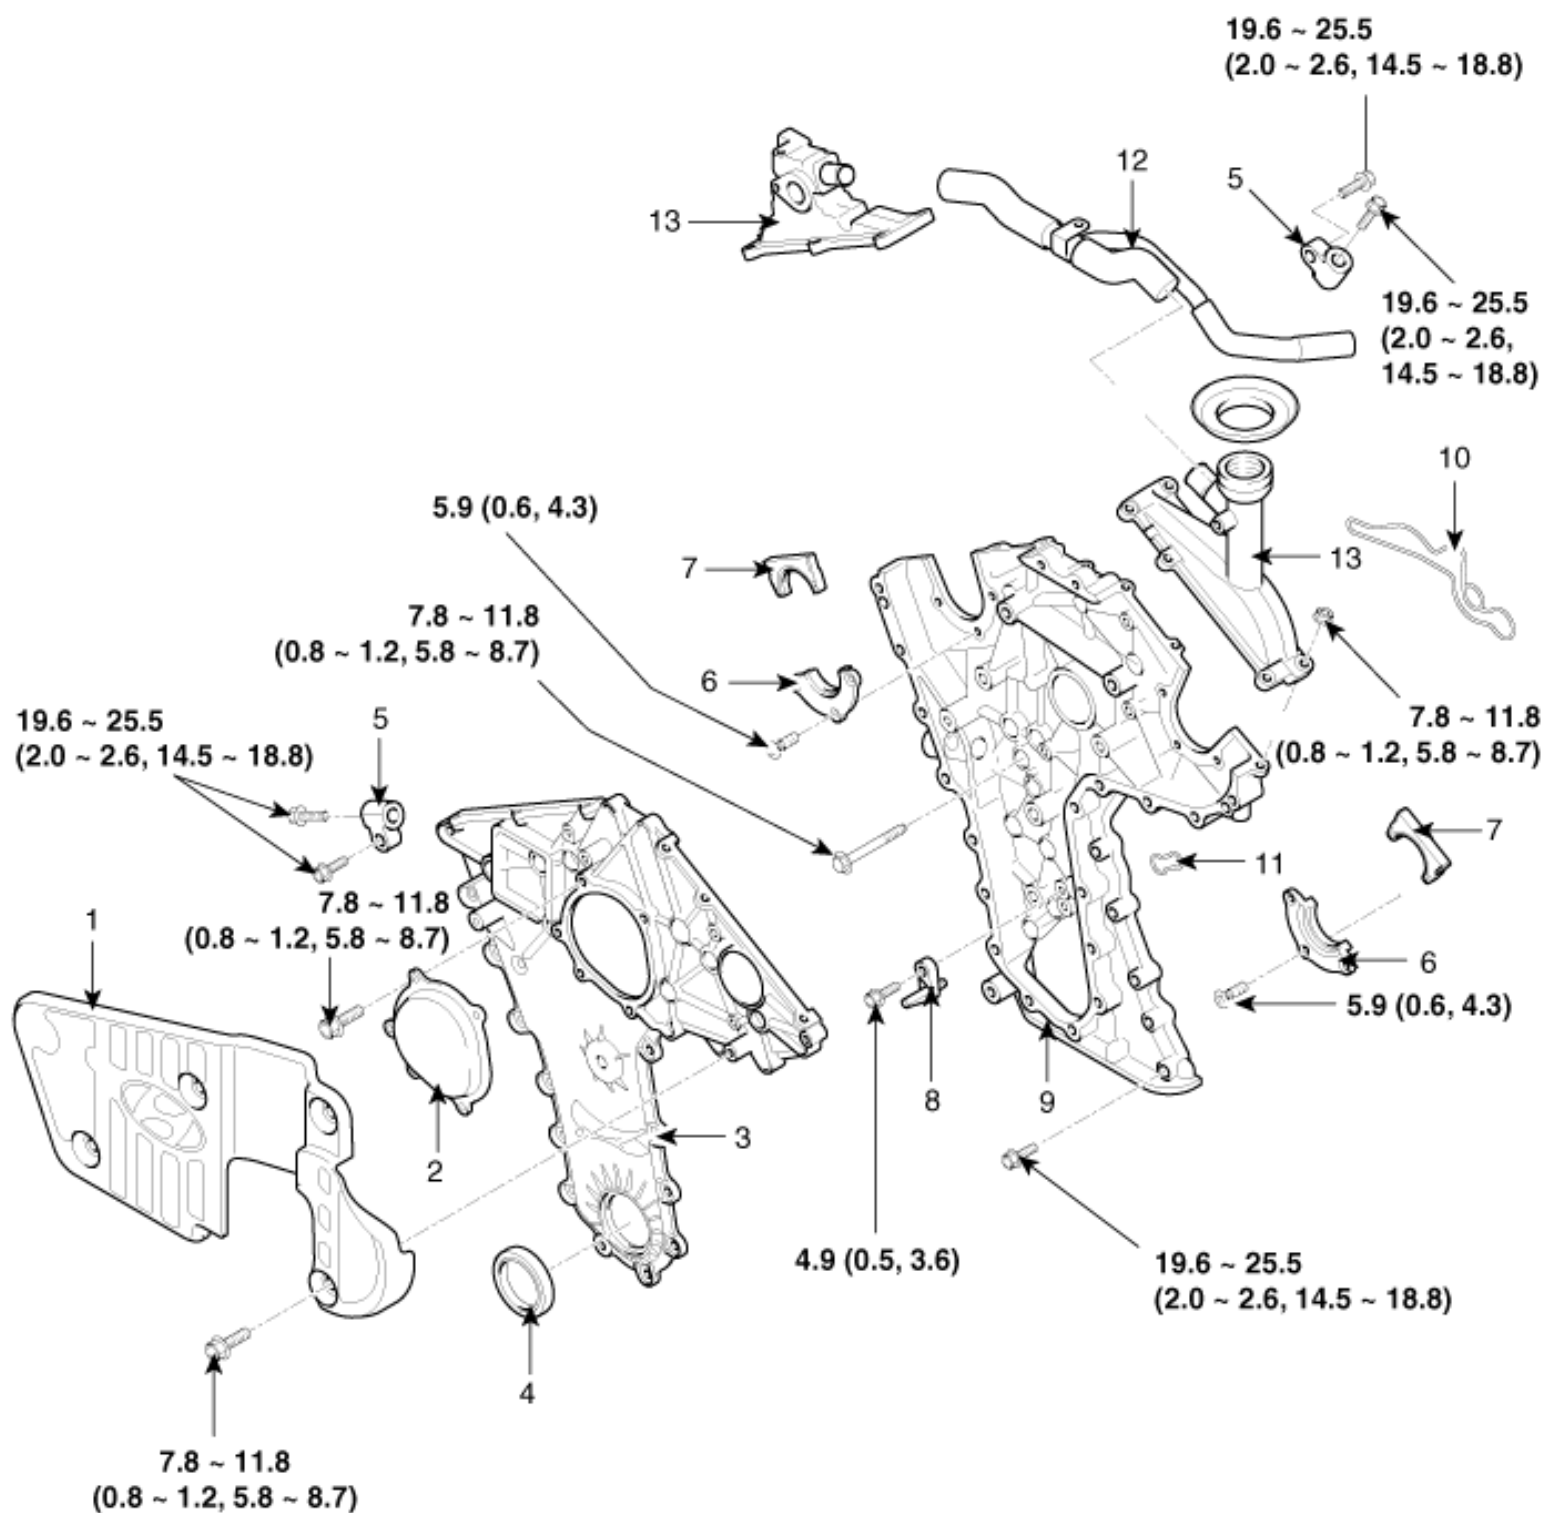 19.6 ~ 25.5
(2.0 ~ 2.6, 14.5 ~ 18.8)
12
5
13
19.6 ~ 25.5
(2.0 ~ 2.6,
14.5 ~ 18.8)
10
5.9 (0.6, 4.3)
7
13
7.8 ~ 11.8
(0.8 ~ 1.2, 5.8 ~ 8.7)
6
19.6 ~ 25.5
(2.0 ~ 2.6, 14.5 ~ 18.8)
5
7.8 ~ 11.8
(0.8 ~ 1.2, 5.8 ~ 8.7)
7
11
7.8 ~ 11.8
(0.8 ~ 1.2, 5.8 ~ 8.7)
1
6
5.9 (0.6, 4.3)
8
9
3
2
4.9 (0.5, 3.6)
19.6 ~ 25.5
(2.0 ~ 2.6, 14.5 ~ 18.8)
4
7.8 ~ 11.8
(0.8 ~ 1.2, 5.8 ~ 8.7)